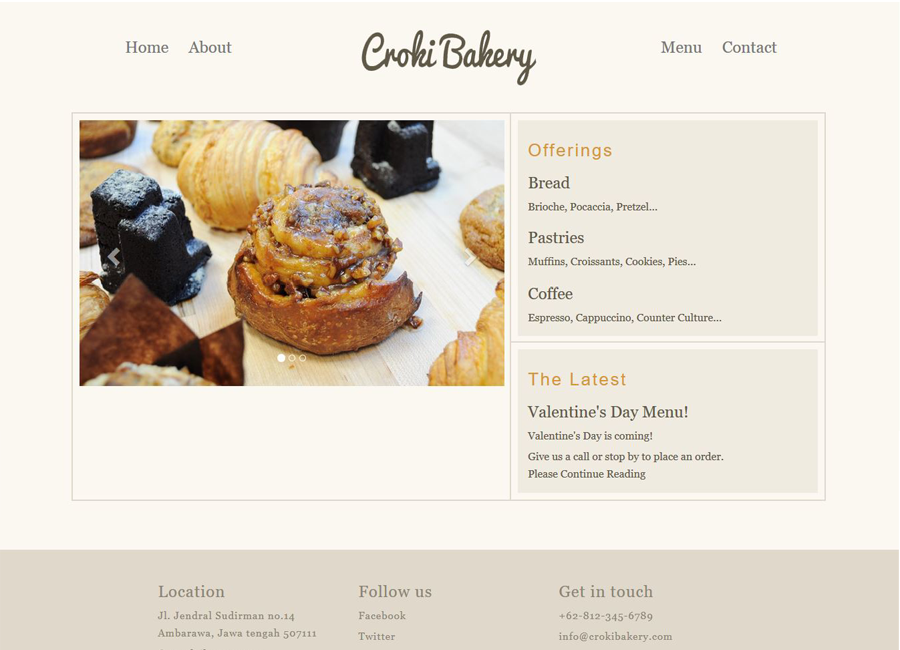 Home About Croki Bakery Menu Contact
Offerings
Bread
Brioche, Pocaccia, Pretzel...
Pastries
Muffins, Croissants, Cookies, Pies...
Coffee
Espresso, Cappuccino, Counter Culture...
The Latest
Valentine's Day Menu!
Valentine's Day is coming!
Give us a call or stop by to place an order.
Please Continue Reading
Location
Jl. Jendral Sudirman no.14
Ambarawa, Jawa tengah 507111
Follow us
Facebook
Twitter
Get in touch
+62-812-345-6789
info@crokibakery.com